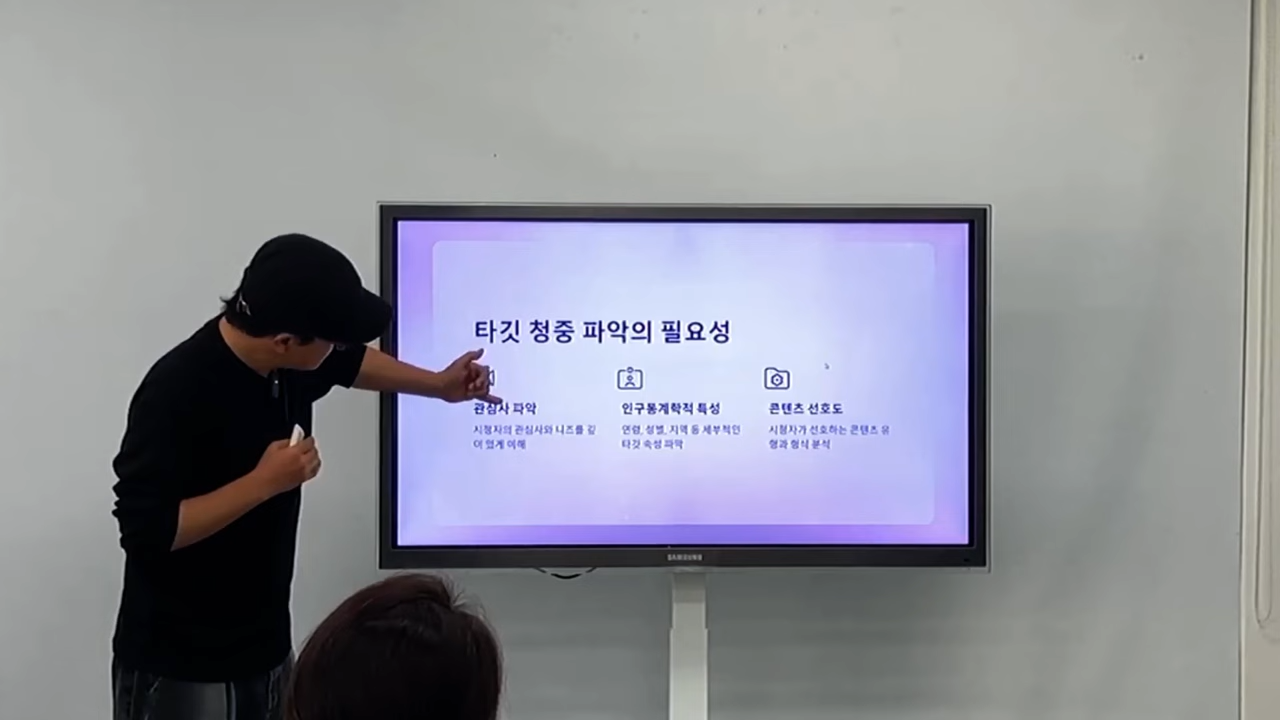 타깃 청중 파악의 필요성
관심사 파악
시청자의 관심사와 니즈를 깊
이 있게 이해
인구통계학적 특성
연령, 성별, 지역 등 세부적인
타깃 속성 파악
콘텐츠 선호도
시청자가 선호하는 콘텐츠 유
형과 형식 분석
SAMSUNG